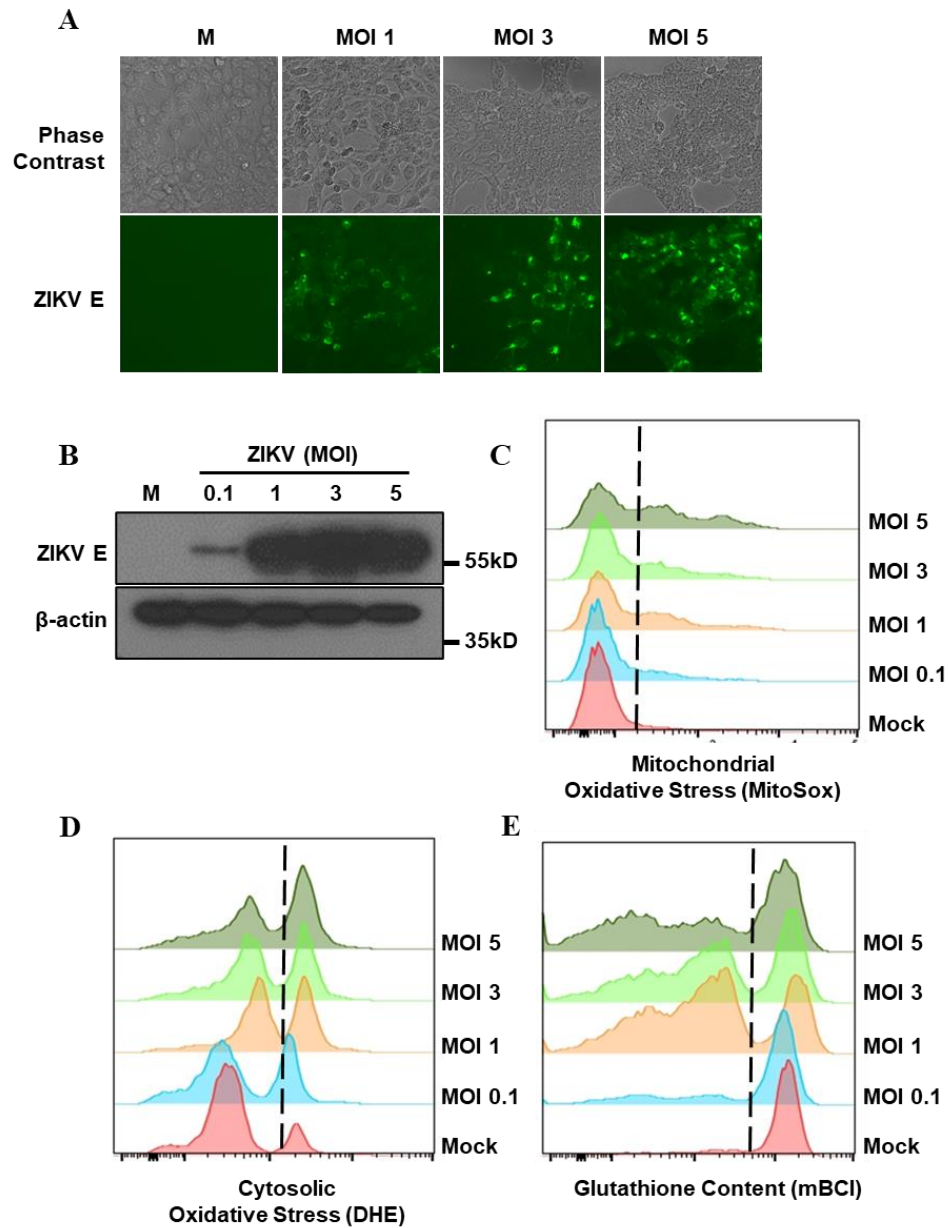 A
M MOI 1 MOI 3 MOI 5
Phase
Contrast
ZIKV E
B
ZIKV (MOI)
M 0.1 1 3 5
ZIKV E
55kD
β-actin
35kD
C
MOI 5
MOI 3
MOI 1
MOI 0.1
Mock
Mitochondrial
Oxidative Stress (MitoSox)
D
MOI 5
MOI 3
MOI 1
MOI 0.1
Mock
Cytosolic
Oxidative Stress (DHE)
E
MOI 5
MOI 3
MOI 1
MOI 0.1
Mock
Glutathione Content (mBCl)